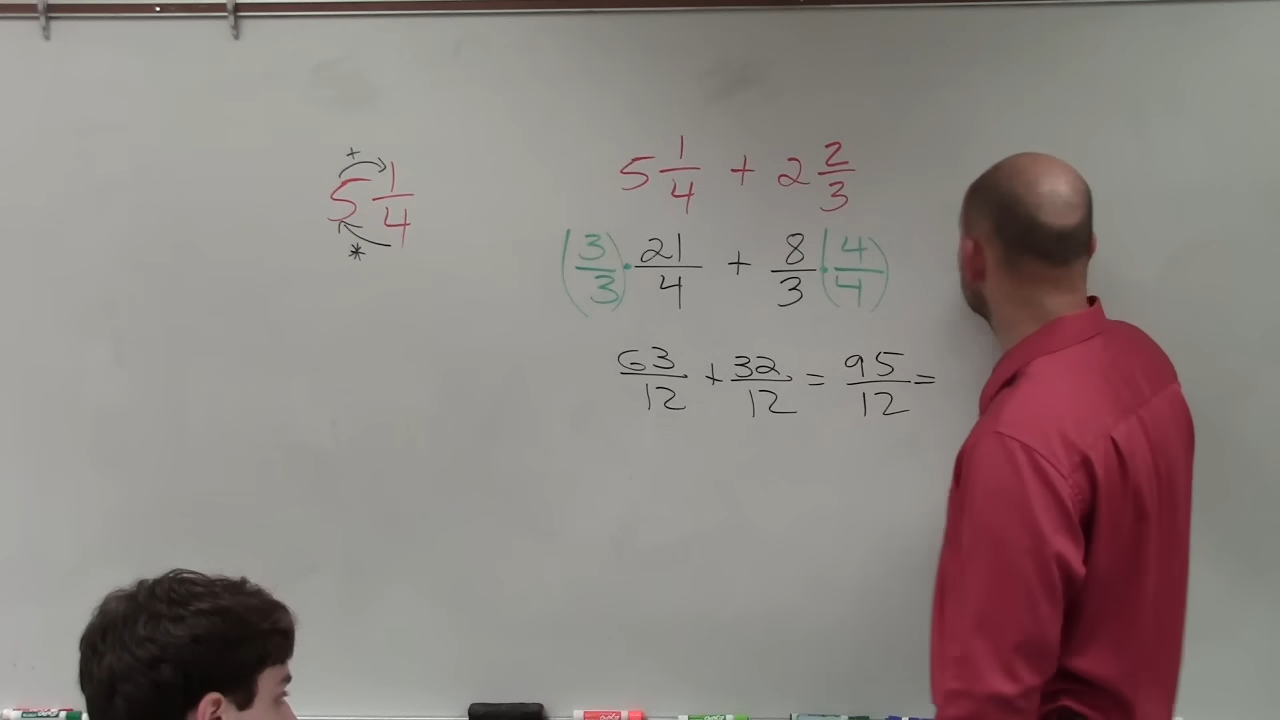 +
5 1/4
*
5 1/4 + 2 2/3
(3/3) · 21/4 + 8/3 · (4/4)
63/12 + 32/12 = 95/12 =